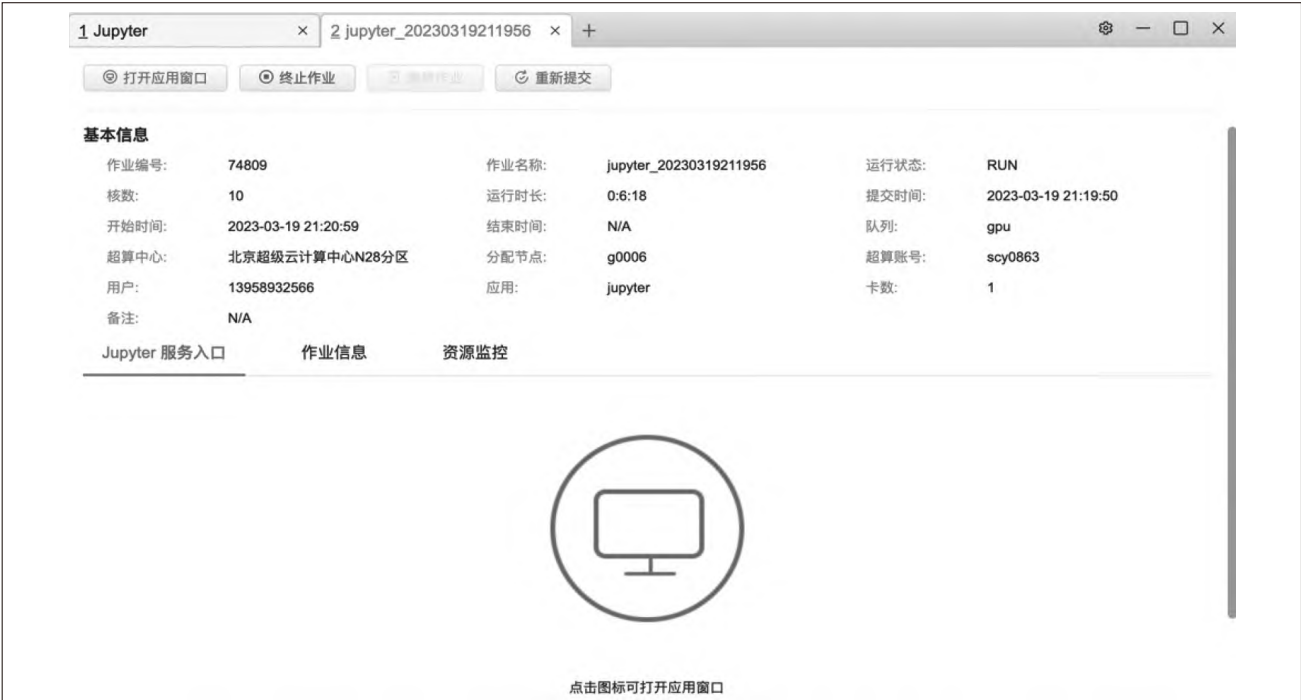 1 Jupyter 2 jupyter_20230319211956
打开应用窗口 终止作业 重新提交
基本信息
作业编号: 74809 作业名称: jupyter_20230319211956 运行状态: RUN
核数: 10 运行时长: 0:6:18 提交时间: 2023-03-19 21:19:50
开始时间: 2023-03-19 21:20:59 结束时间: N/A 队列: gpu
超算中心: 北京超级云计算中心N28分区 分配节点: g0006 超算账号: scy0863
用户: 13958932566 应用: jupyter 卡数: 1
备注: N/A
Jupyter 服务入口 作业信息 资源监控
点击图标可打开应用窗口